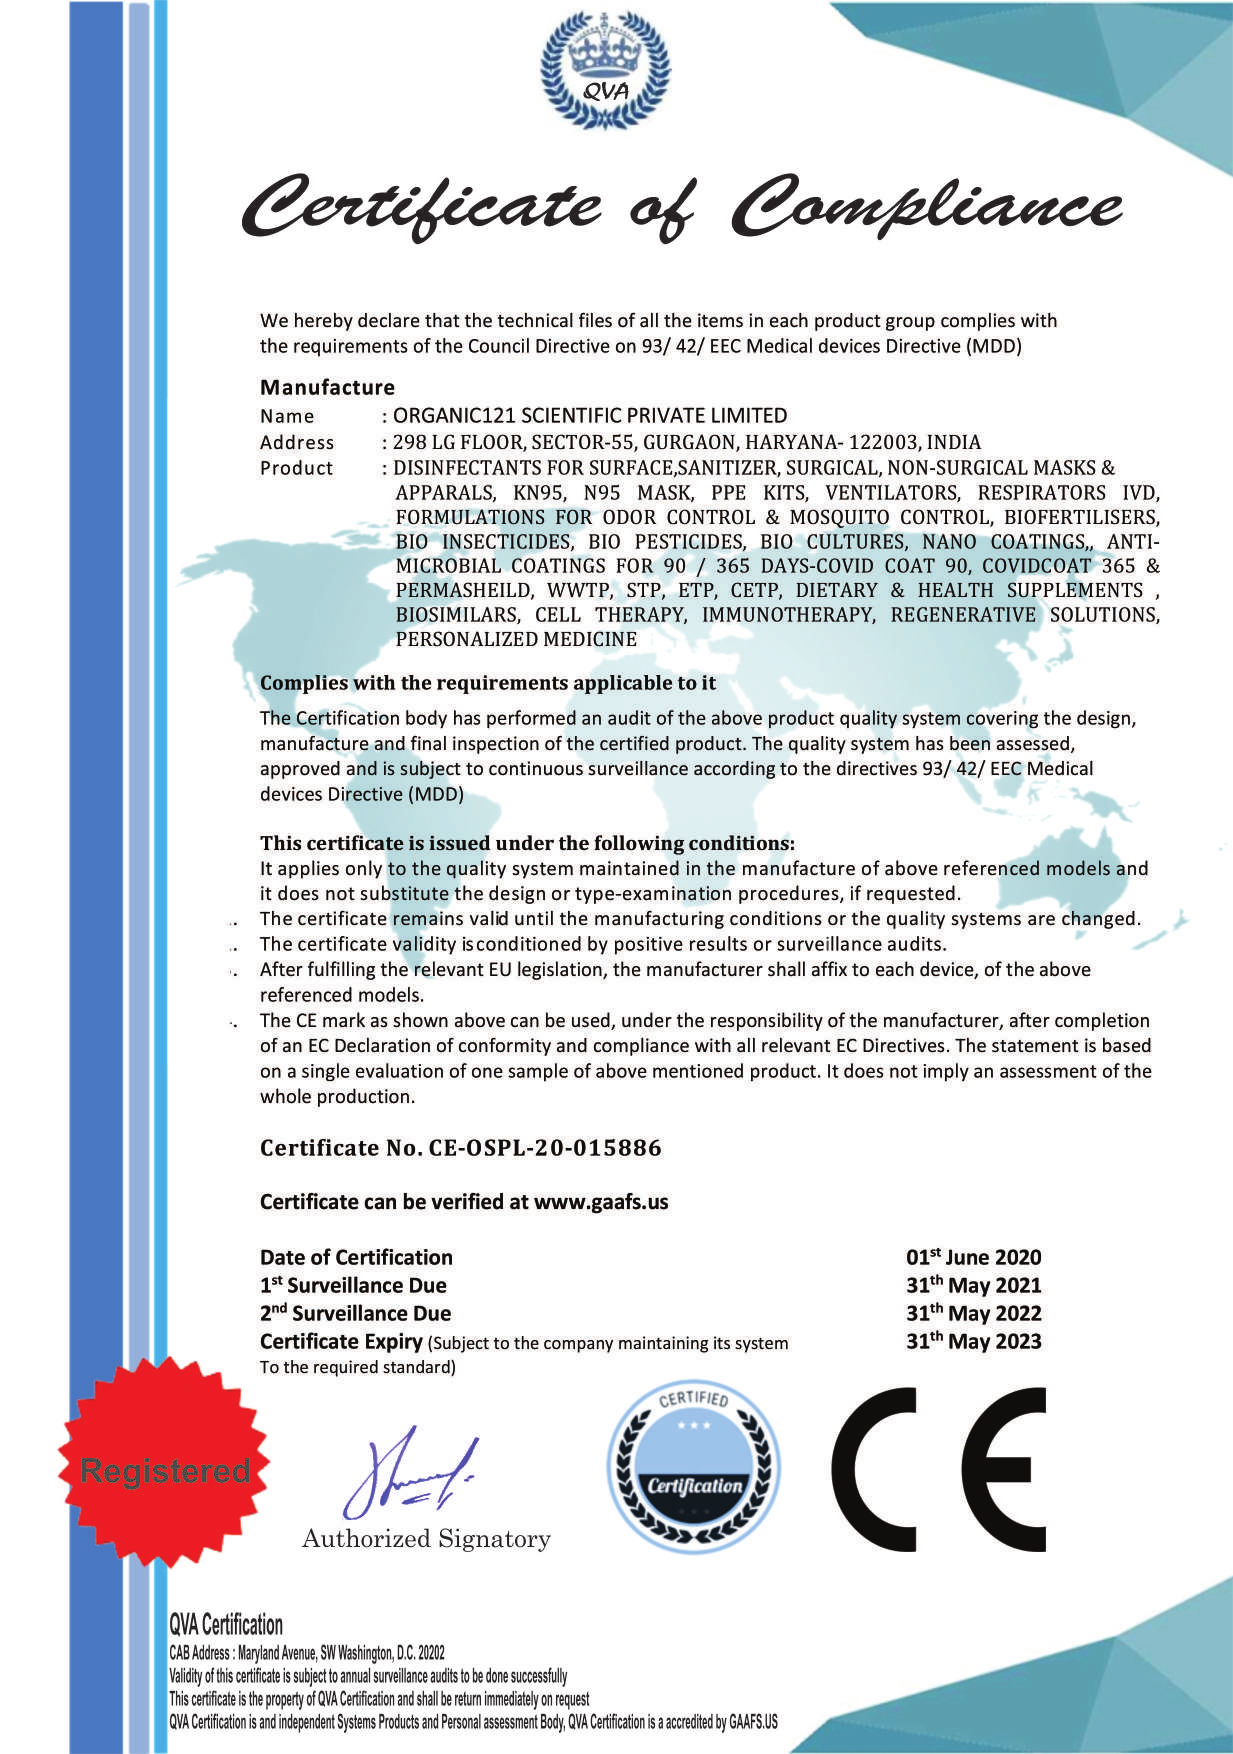 QVA
Certificate of Compliance
We hereby declare that the technical files of all the items in each product group complies with
the requirements of the Council Directive on 93/ 42/ EEC Medical devices Directive (MDD)
Manufacture
Name : ORGANIC121 SCIENTIFIC PRIVATE LIMITED
Address : 298 LG FLOOR, SECTOR-55, GURGAON, HARYANA- 122003, INDIA
Product : DISINFECTANTS FOR SURFACE,SANITIZER, SURGICAL, NON-SURGICAL MASKS &
APPARALS, KN95, N95 MASK, PPE KITS, VENTILATORS, RESPIRATORS IVD,
FORMULATIONS FOR ODOR CONTROL & MOSQUITO CONTROL, BIOFERTILISERS,
BIO INSECTICIDES, BIO PESTICIDES, BIO CULTURES, NANO COATINGS,, ANTI-
MICROBIAL COATINGS FOR 90 / 365 DAYS-COVID COAT 90, COVIDCOAT 365 &
PERMASHEILD, WWTP, STP, ETP, CETP, DIETARY & HEALTH SUPPLEMENTS ,
BIOSIMILARS, CELL THERAPY, IMMUNOTHERAPY, REGENERATIVE SOLUTIONS,
PERSONALIZED MEDICINE
Complies with the requirements applicable to it
The Certification body has performed an audit of the above product quality system covering the design,
manufacture and final inspection of the certified product. The quality system has been assessed,
approved and is subject to continuous surveillance according to the directives 93/ 42/ EEC Medical
devices Directive (MDD)
This certificate is issued under the following conditions:
It applies only to the quality system maintained in the manufacture of above referenced models and
it does not substitute the design or type-examination procedures, if requested.
. The certificate remains valid until the manufacturing conditions or the quality systems are changed.
. The certificate validity is conditioned by positive results or surveillance audits.
. After fulfilling the relevant EU legislation, the manufacturer shall affix to each device, of the above
referenced models.
. The CE mark as shown above can be used, under the responsibility of the manufacturer, after completion
of an EC Declaration of conformity and compliance with all relevant EC Directives. The statement is based
on a single evaluation of one sample of above mentioned product. It does not imply an assessment of the
whole production.
Certificate No. CE-OSPL-20-015886
Certificate can be verified at www.gaafs.us
Date of Certification 01st June 2020
1st Surveillance Due 31th May 2021
2nd Surveillance Due 31th May 2022
Certificate Expiry (Subject to the company maintaining its system 31th May 2023
To the required standard)
Registered
Authorized Signatory
CERTIFIED
Certification
CE
QVA Certification
CAB Address : Maryland Avenue, SW Washington, D.C. 20202
Validity of this certificate is subject to annual surveillance audits to be done successfully
This certificate is the property of QVA Certification and shall be return immediately on request
QVA Certification is and independent Systems Products and Personal assessment Body, QVA Certification is a accredited by GAAFS.US